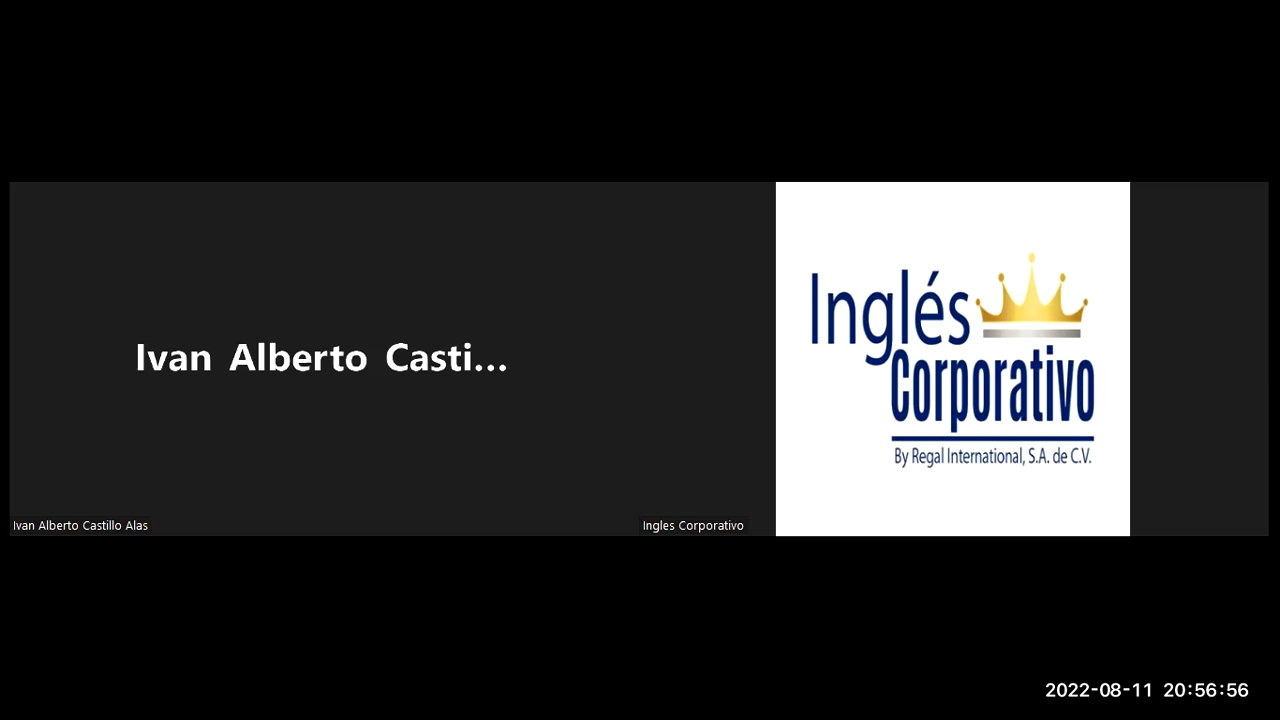 Ivan Alberto Casti...
Inglés
Corporativo
By Regal International, S.A. de C.V.
Ivan Alberto Castillo Alas
Ingles Corporativo
2022-08-11 20:56:56